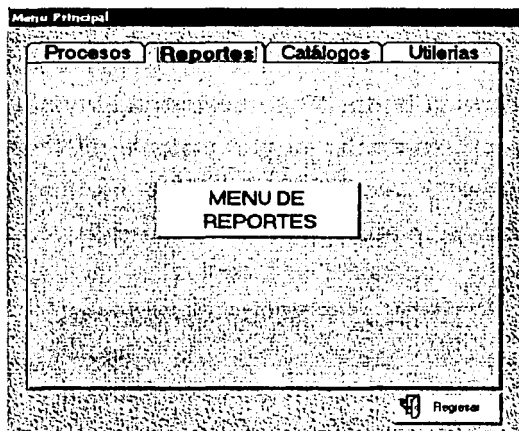 Menu Principal
Procesos Reportes Catálogos Utilerias
MENU DE
REPORTES
Regresar